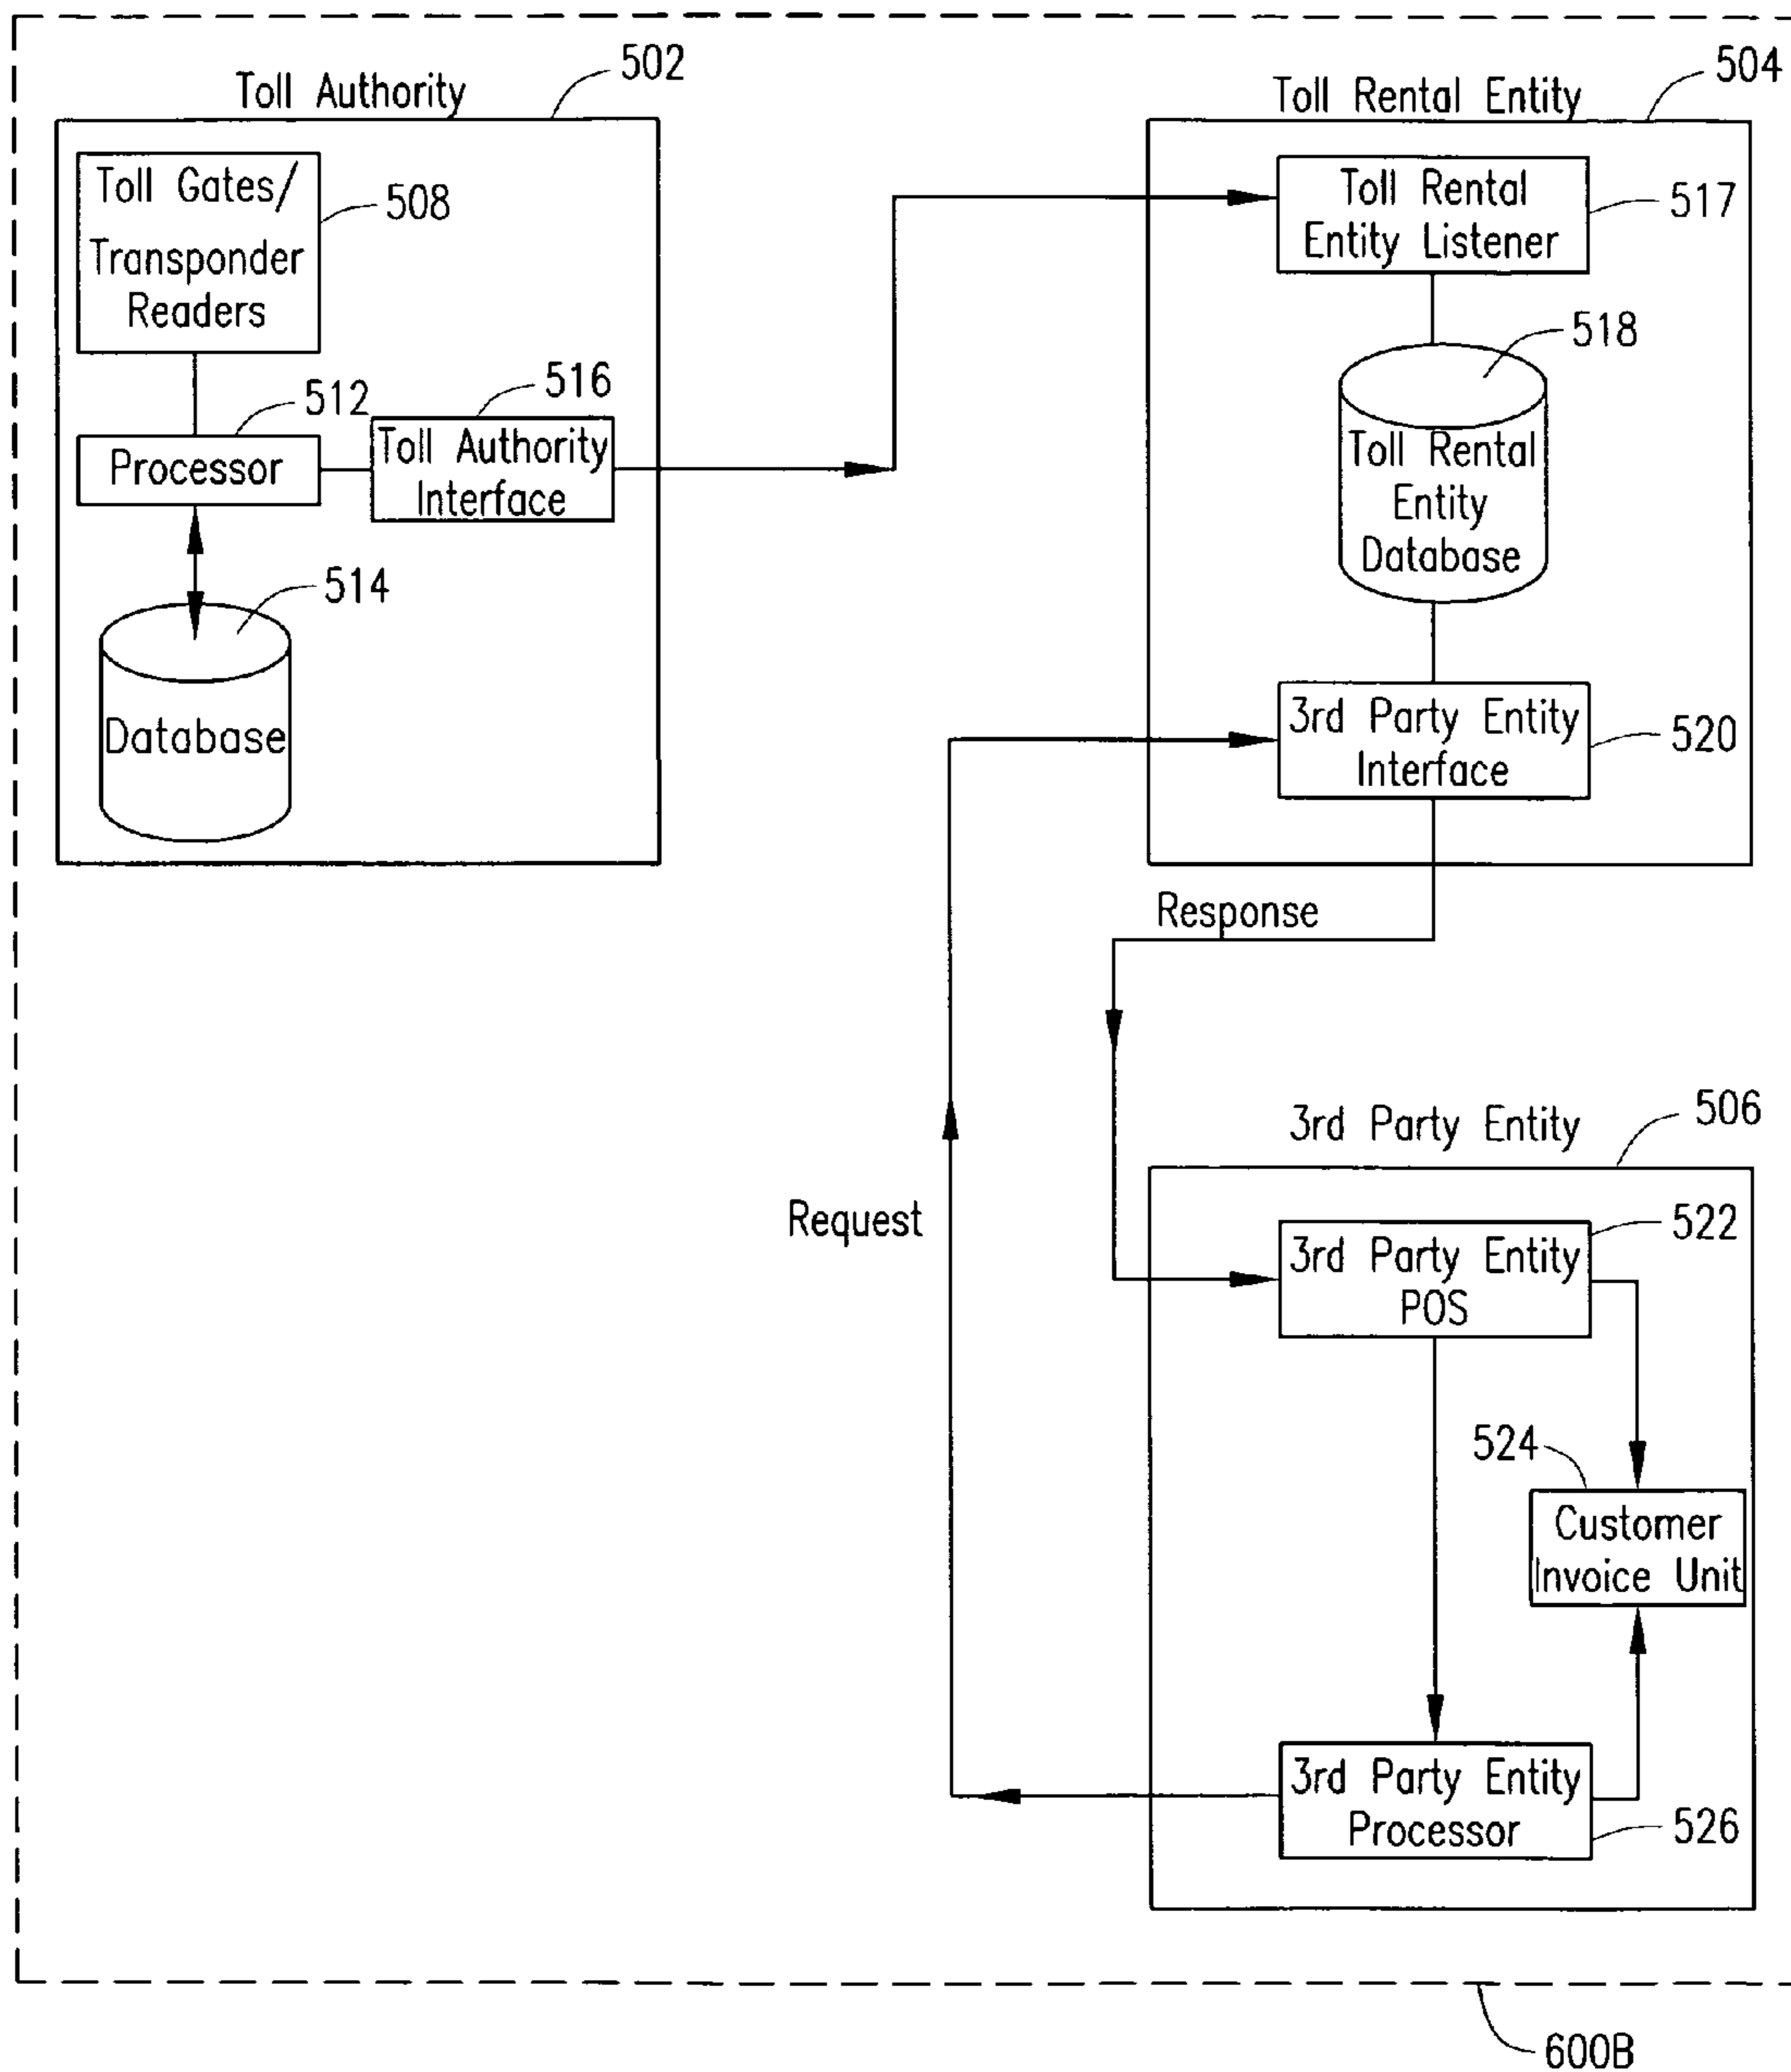 502
Toll Authority
Toll Gates/
Transponder
Readers
508
512
Processor
516
Toll Authority
Interface
514
Database
504
Toll Rental Entity
Toll Rental
Entity Listener
517
518
Toll Rental
Entity
Database
3rd Party Entity
Interface
520
Response
Request
3rd Party Entity
506
3rd Party Entity
POS
522
524
Customer
Invoice Unit
3rd Party Entity
Processor
526
600B